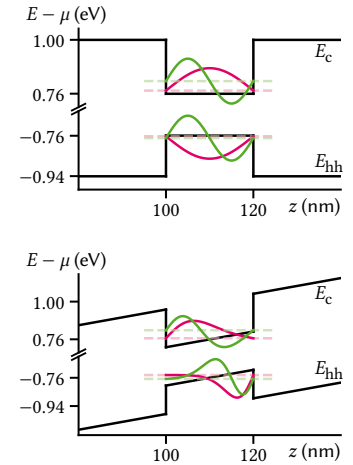 E − μ (eV)
1.00
E_c
0.76
−0.76
−0.94
E_hh
100
120
z (nm)
E − μ (eV)
1.00
E_c
0.76
−0.76
E_hh
−0.94
100
120
z (nm)